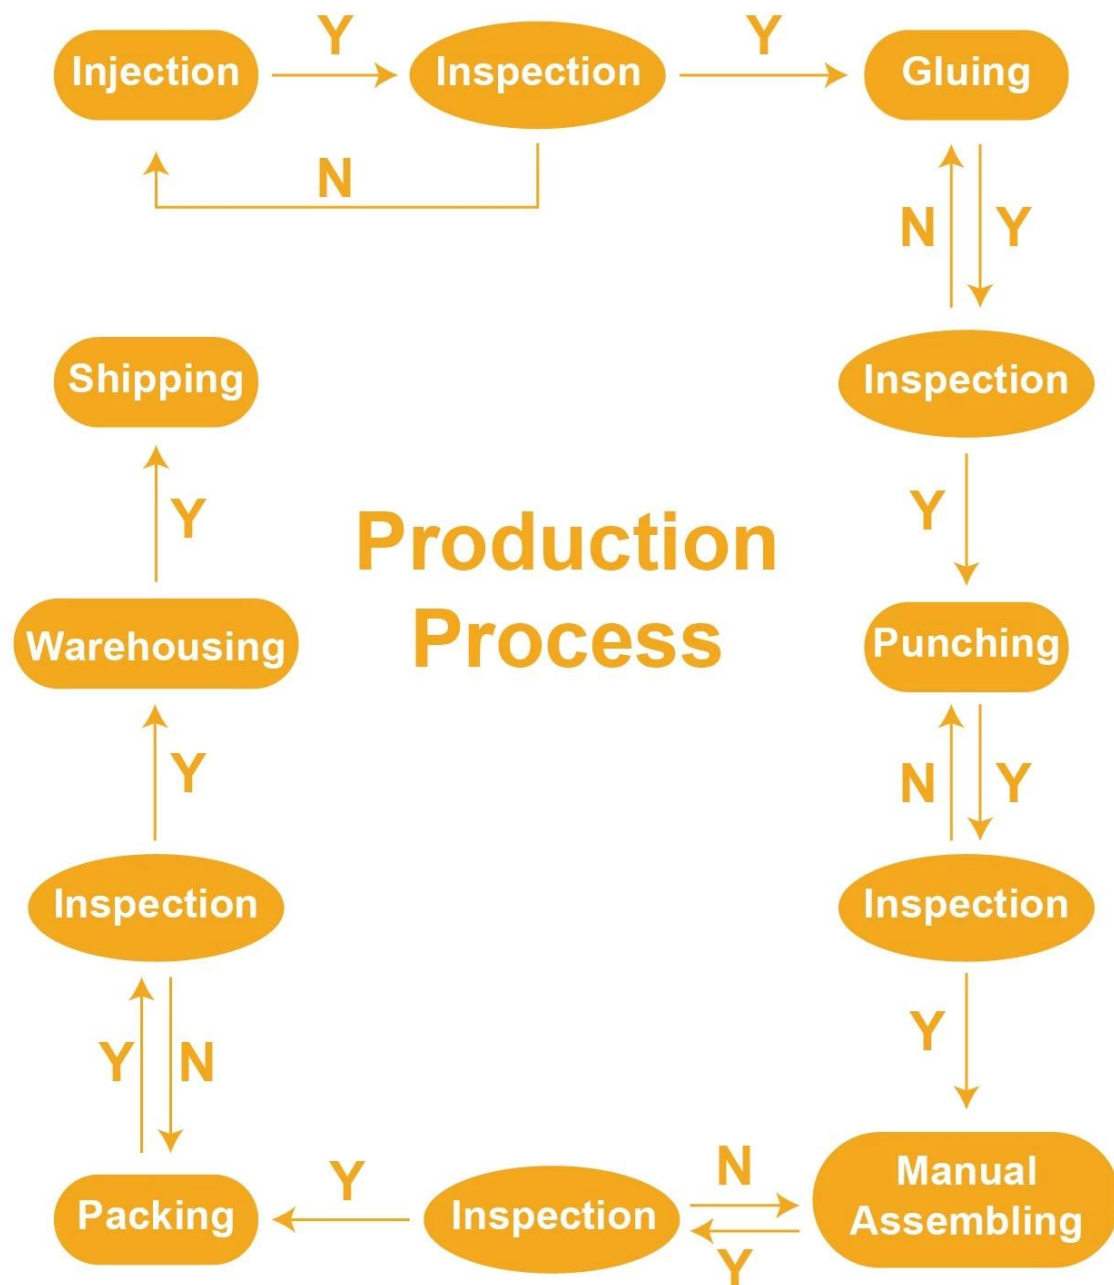 Injection
Y
Inspection
Y
Gluing
N
N
Y
Inspection
Y
Punching
N
Y
Inspection
Y
Manual
Assembling
N
Y
Inspection
Y
Packing
Y
N
Inspection
Y
Warehousing
Y
Shipping
Production
Process